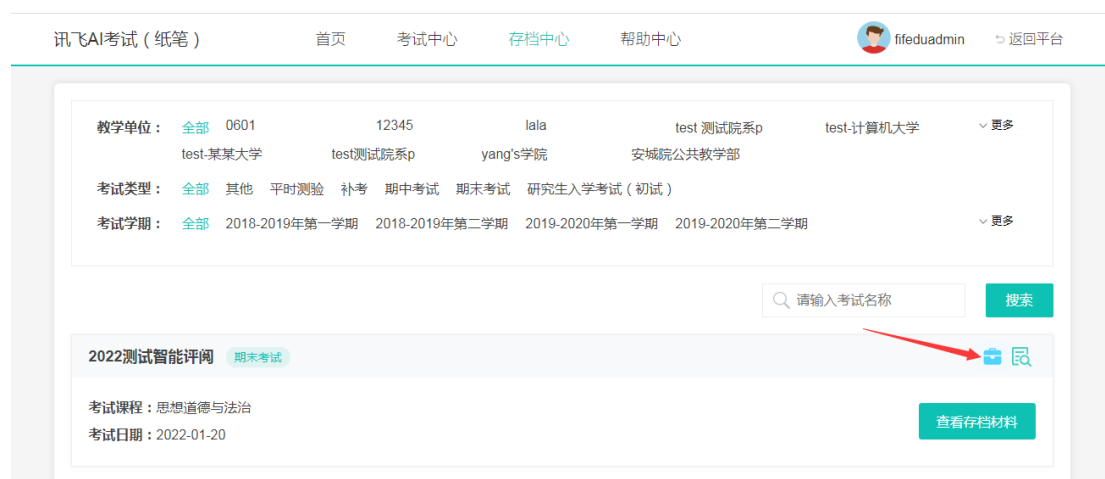 讯飞AI考试（纸笔） 首页 考试中心 存档中心 帮助中心 fifeduadmin 返回平台
教学单位： 全部 0601 12345 lala test 测试院系p test-计算机大学 更多
test-某某大学 test测试院系p yang's学院 安城院公共教学部
考试类型： 全部 其他 平时测验 补考 期中考试 期末考试 研究生入学考试（初试）
考试学期： 全部 2018-2019年第一学期 2018-2019年第二学期 2019-2020年第一学期 2019-2020年第二学期 更多
请输入考试名称 搜索
2022测试智能评阅 期末考试
考试课程：思想道德与法治
查看存档材料
考试日期：2022-01-20